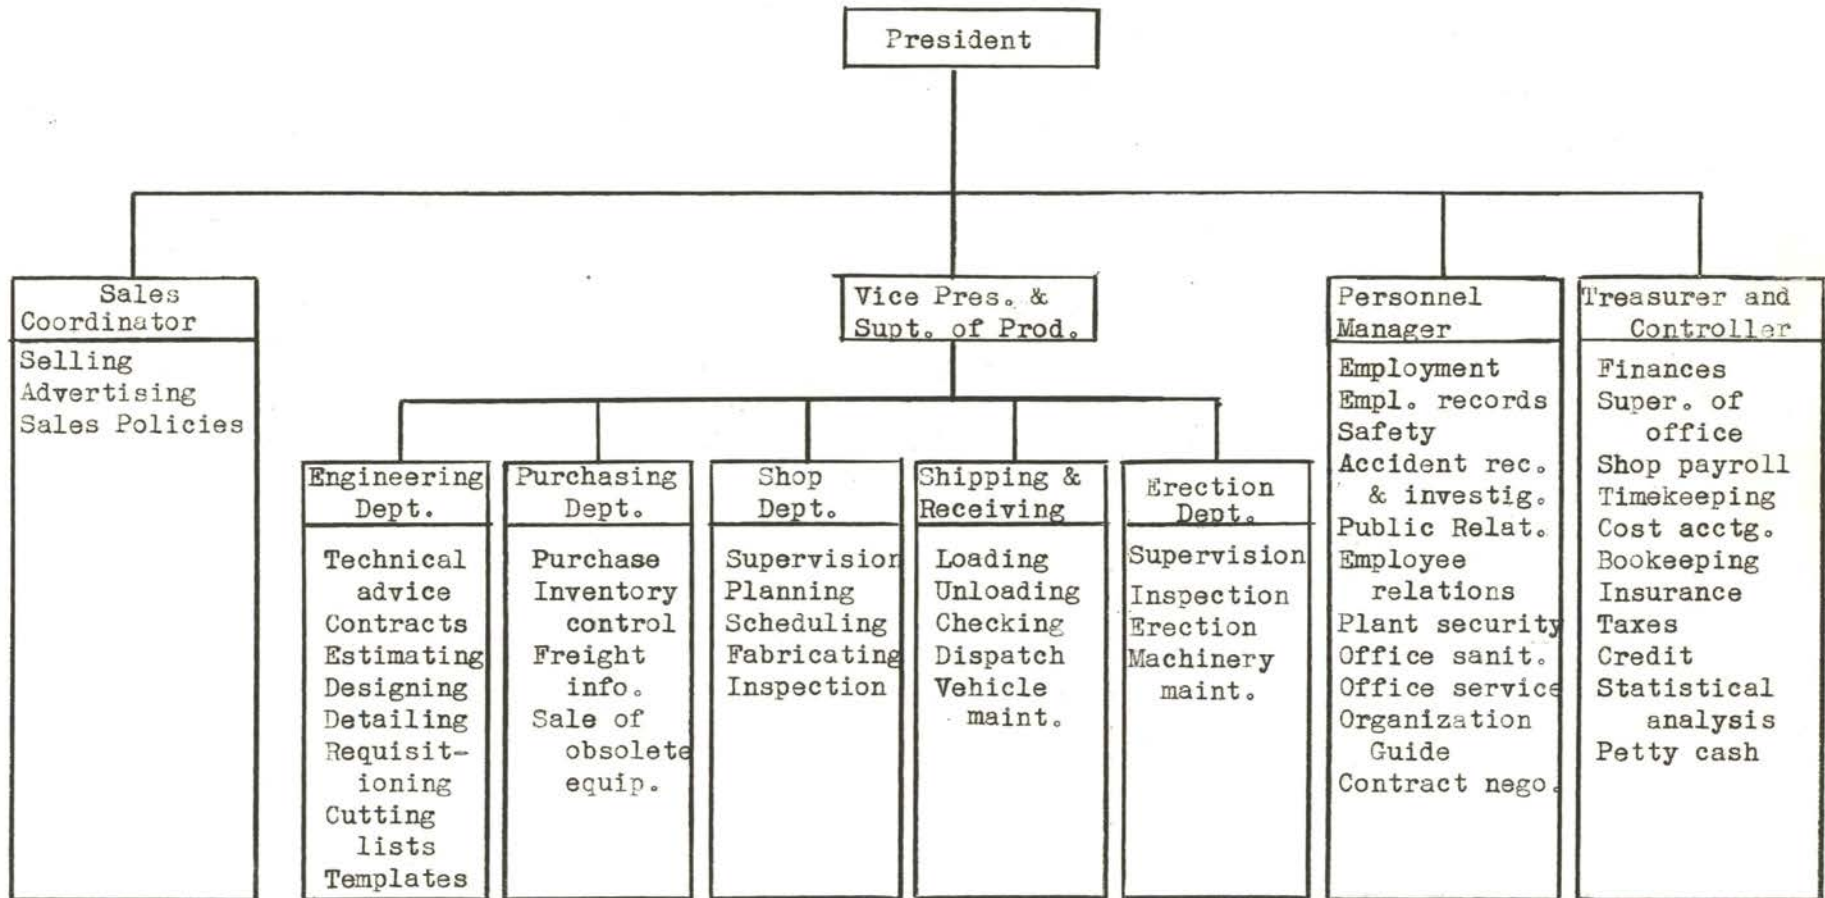 President
Sales
Coordinator
Selling
Advertising
Sales Policies
Vice Pres. &
Supt. of Prod.
Engineering
Dept.
Technical
advice
Contracts
Estimating
Designing
Detailing
Requisit-
ioning
Cutting
lists
Templates
Purchasing
Dept.
Purchase
Inventory
control
Freight
info.
Sale of
obsolete
equip.
Shop
Dept.
Supervision
Planning
Scheduling
Fabricating
Inspection
Shipping &
Receiving
Loading
Unloading
Checking
Dispatch
Vehicle
maint.
Erection
Dept.
Supervision
Inspection
Erection
Machinery
maint.
Personnel
Manager
Employment
Empl. records
Safety
Accident rec.
& investig.
Public Relat.
Employee
relations
Plant security
Office sanit.
Office service
Organization
Guide
Contract nego.
Treasurer and
Controller
Finances
Super. of
office
Shop payroll
Timekeeping
Cost acctg.
Bookeeping
Insurance
Taxes
Credit
Statistical
analysis
Petty cash